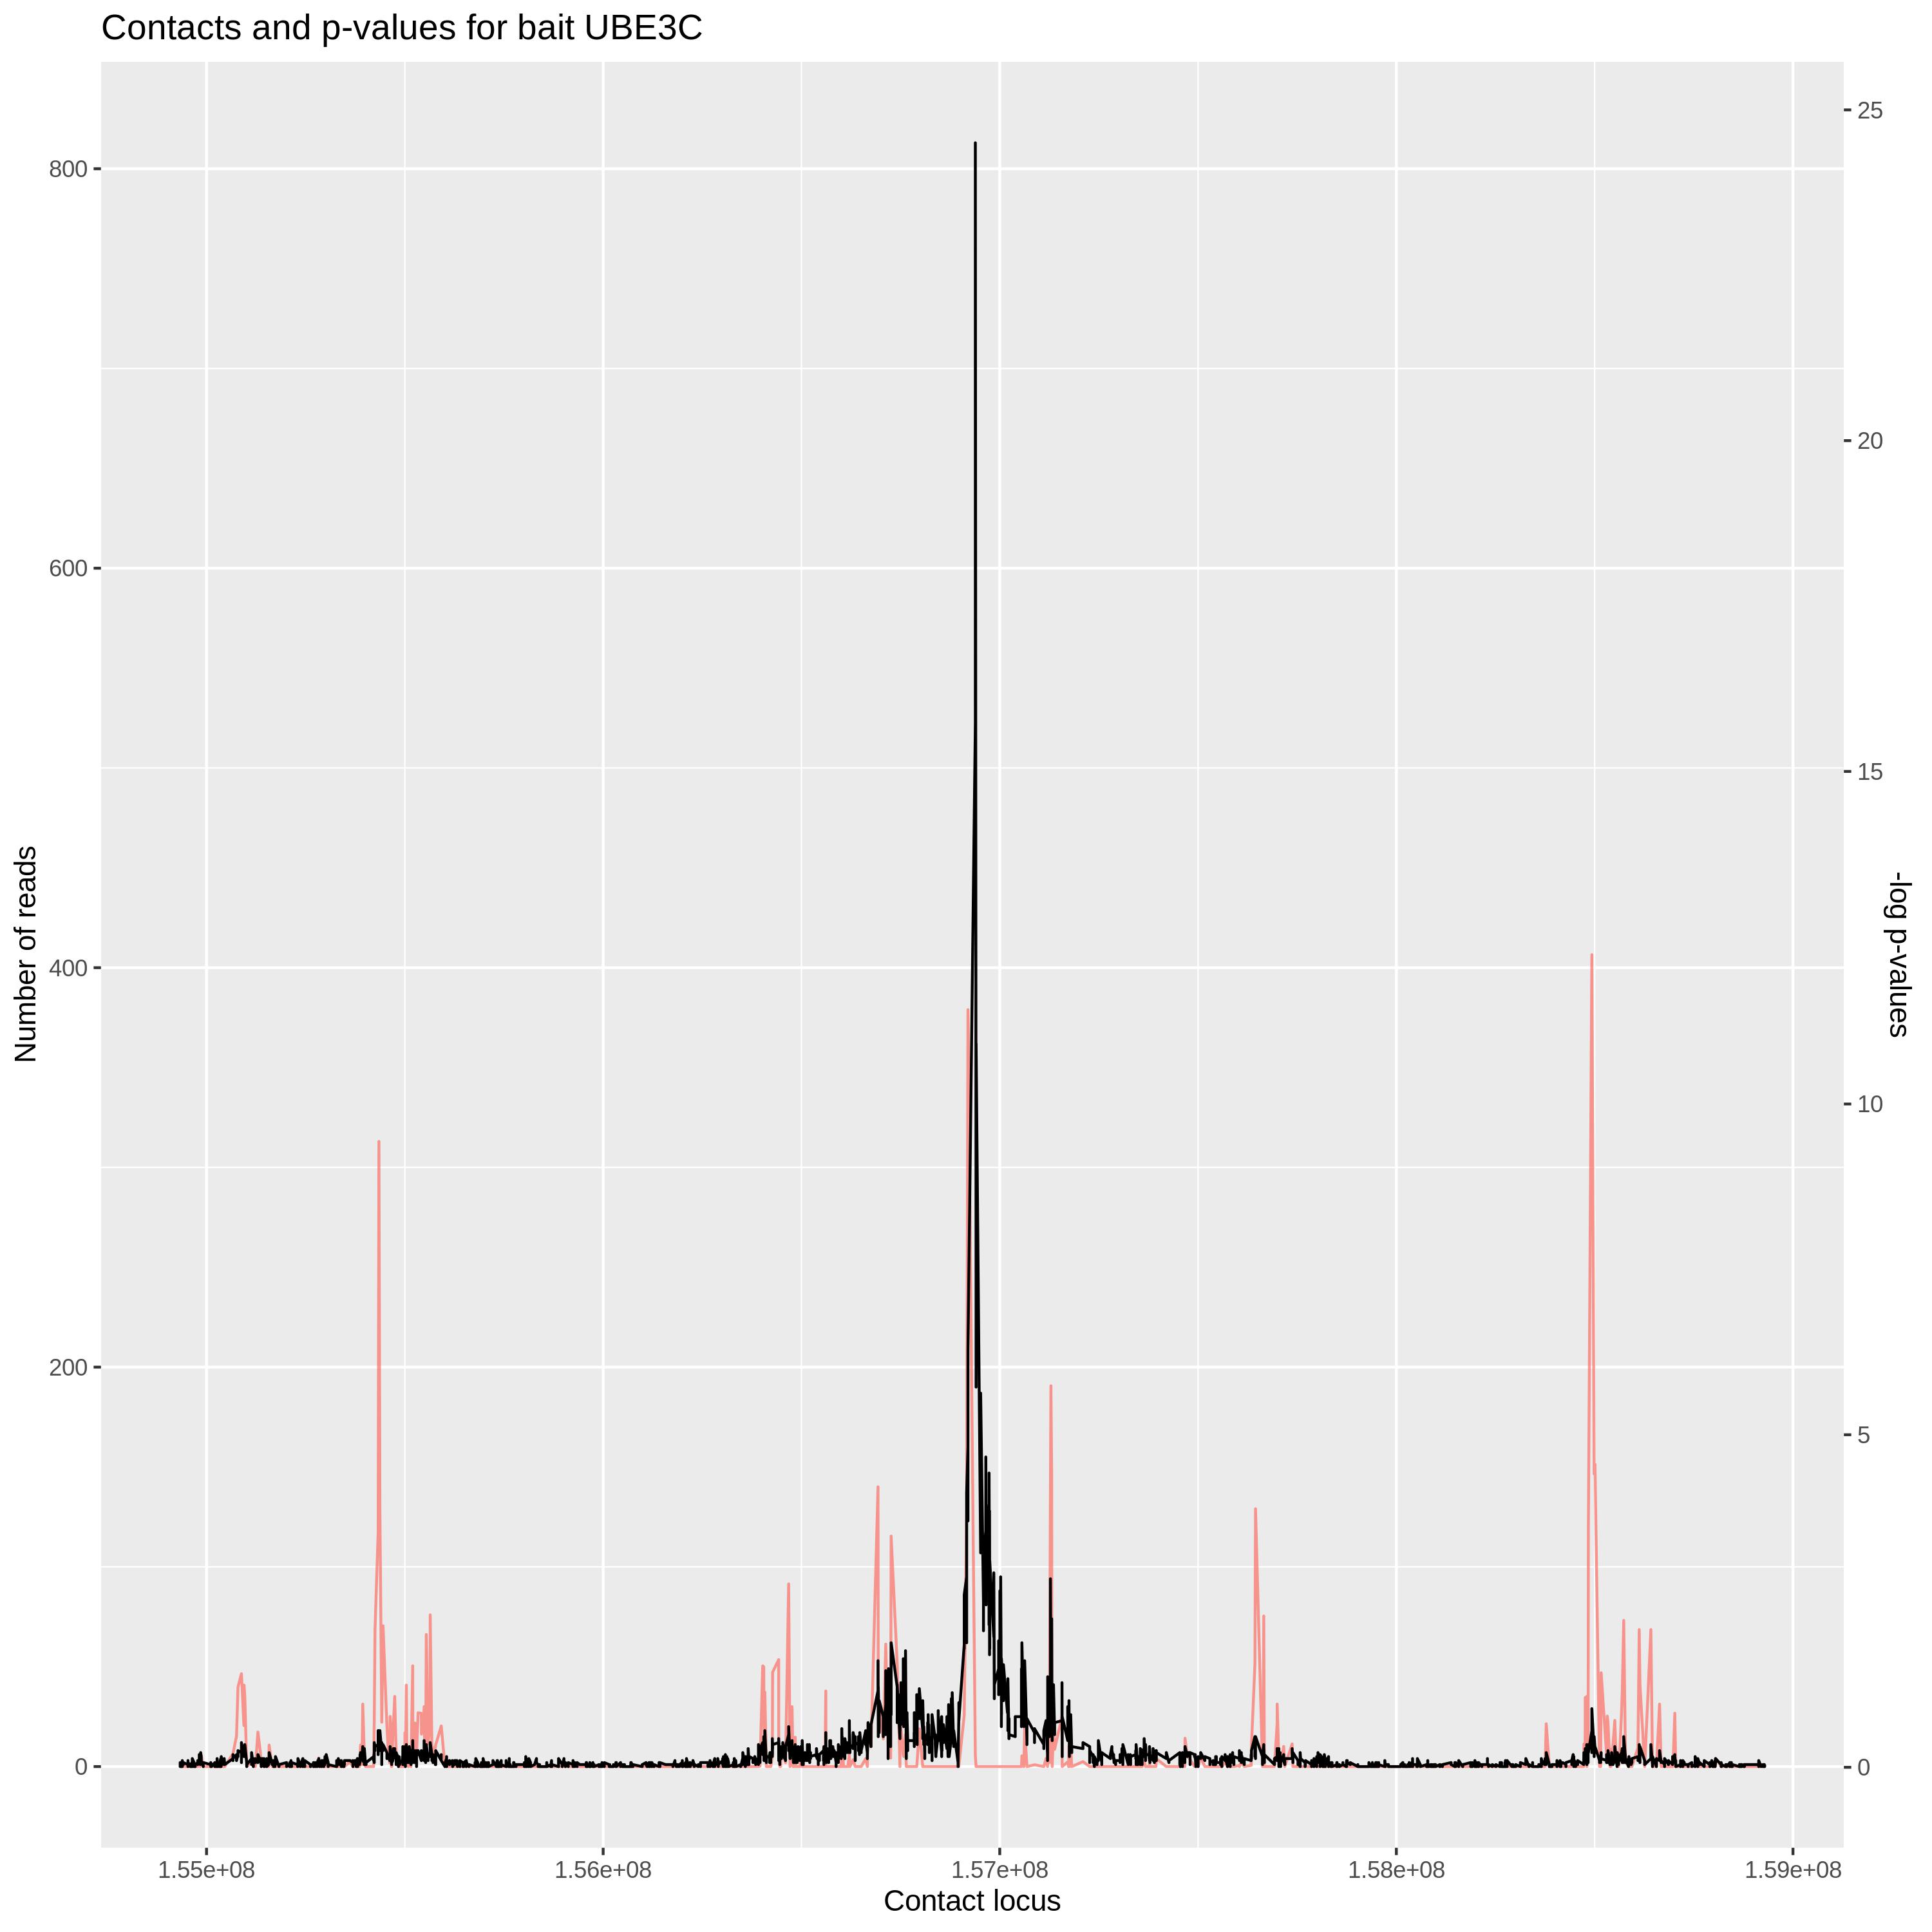 Contacts and p-values for bait UBE3C
800
600
400
200
0
Number of reads
25
20
15
10
5
0
-log p-values
1.55e+08
1.56e+08
1.57e+08
1.58e+08
1.59e+08
Contact locus